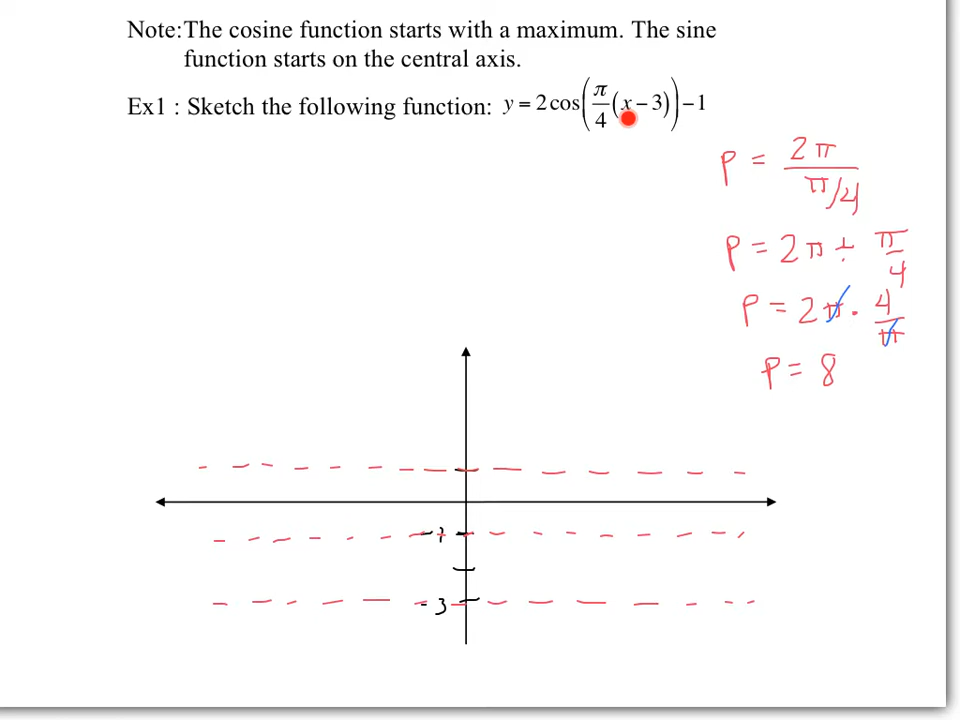 Note:The cosine function starts with a maximum. The sine
function starts on the central axis.
Ex1 : Sketch the following function: y = 2cos(π/4(x − 3)) − 1
P = 2π / π/4
P = 2π ÷ π/4
P = 2π · 4/π
P = 8
-1
-3